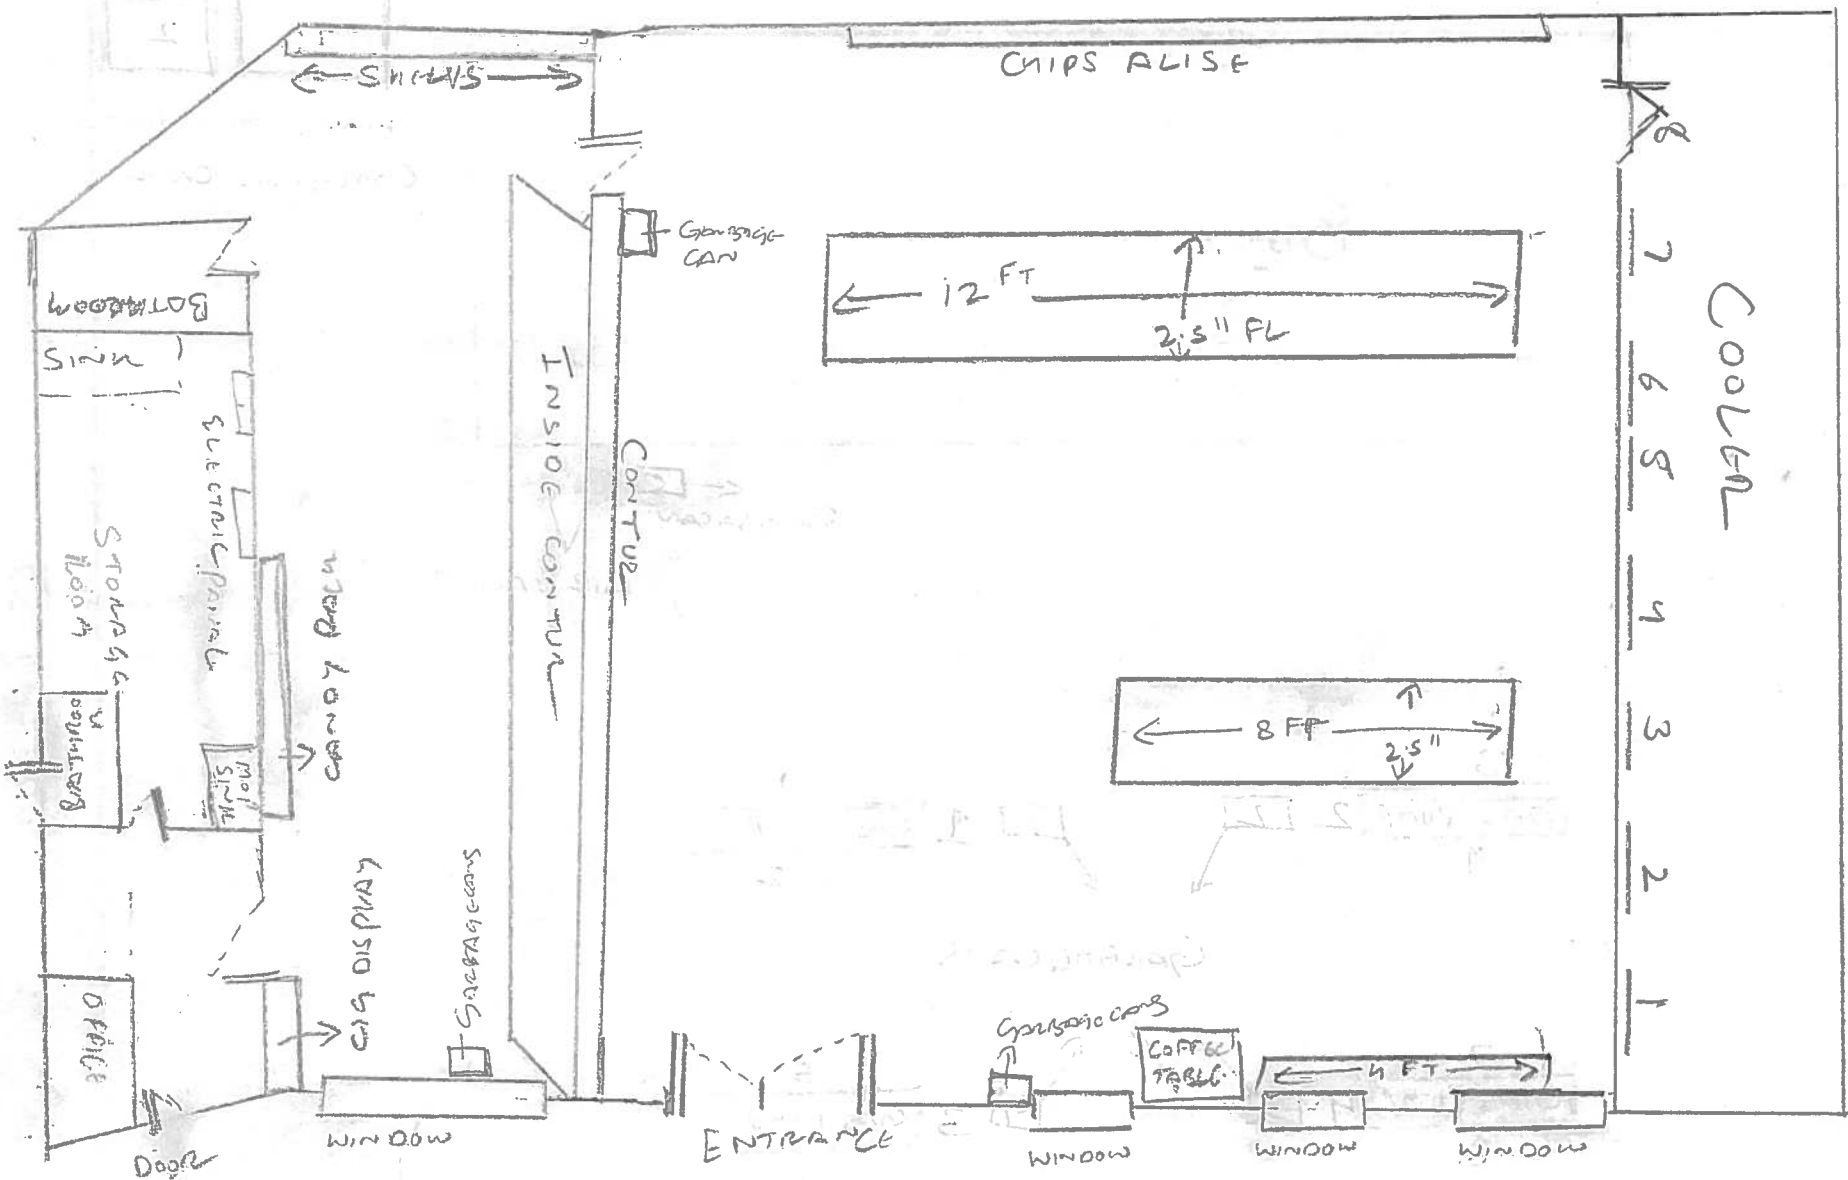 SHELVS
CHIPS ALISE
8
GARBAGE
CAN
12 FT
2.5" FL
7
COOLER
BATHROOM
SINK
6
ELECTRIC PANAL
INSIDE CONTUR
CONTUR
5
STORAGE
ROOM
CANDY RACK
4
MOP
SINK
8 FT
2.5"
3
2
CIG DISPLAY
GARBAGE CANS
OFFICE
1
GARBAGE CANS
COFFEE
TABLE
4 FT
DOOR
WINDOW
ENTRANCE
WINDOW
WINDOW
WINDOW